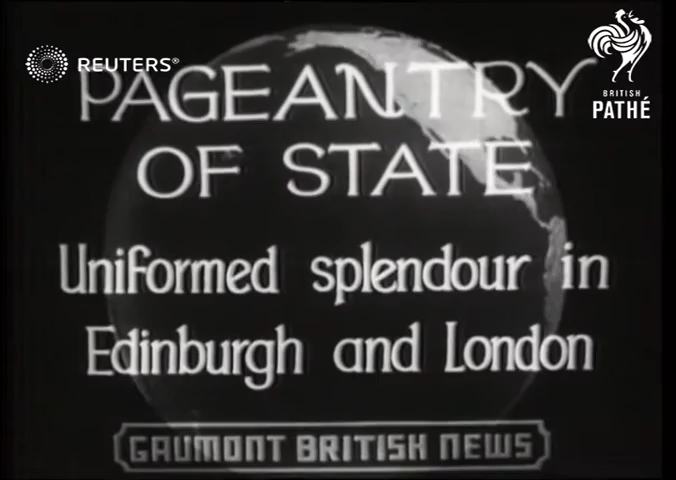 REUTERS®
BRITISH
PATHÉ
PAGEANTRY
OF STATE
Uniformed splendour in
Edinburgh and London
GAUMONT BRITISH NEWS